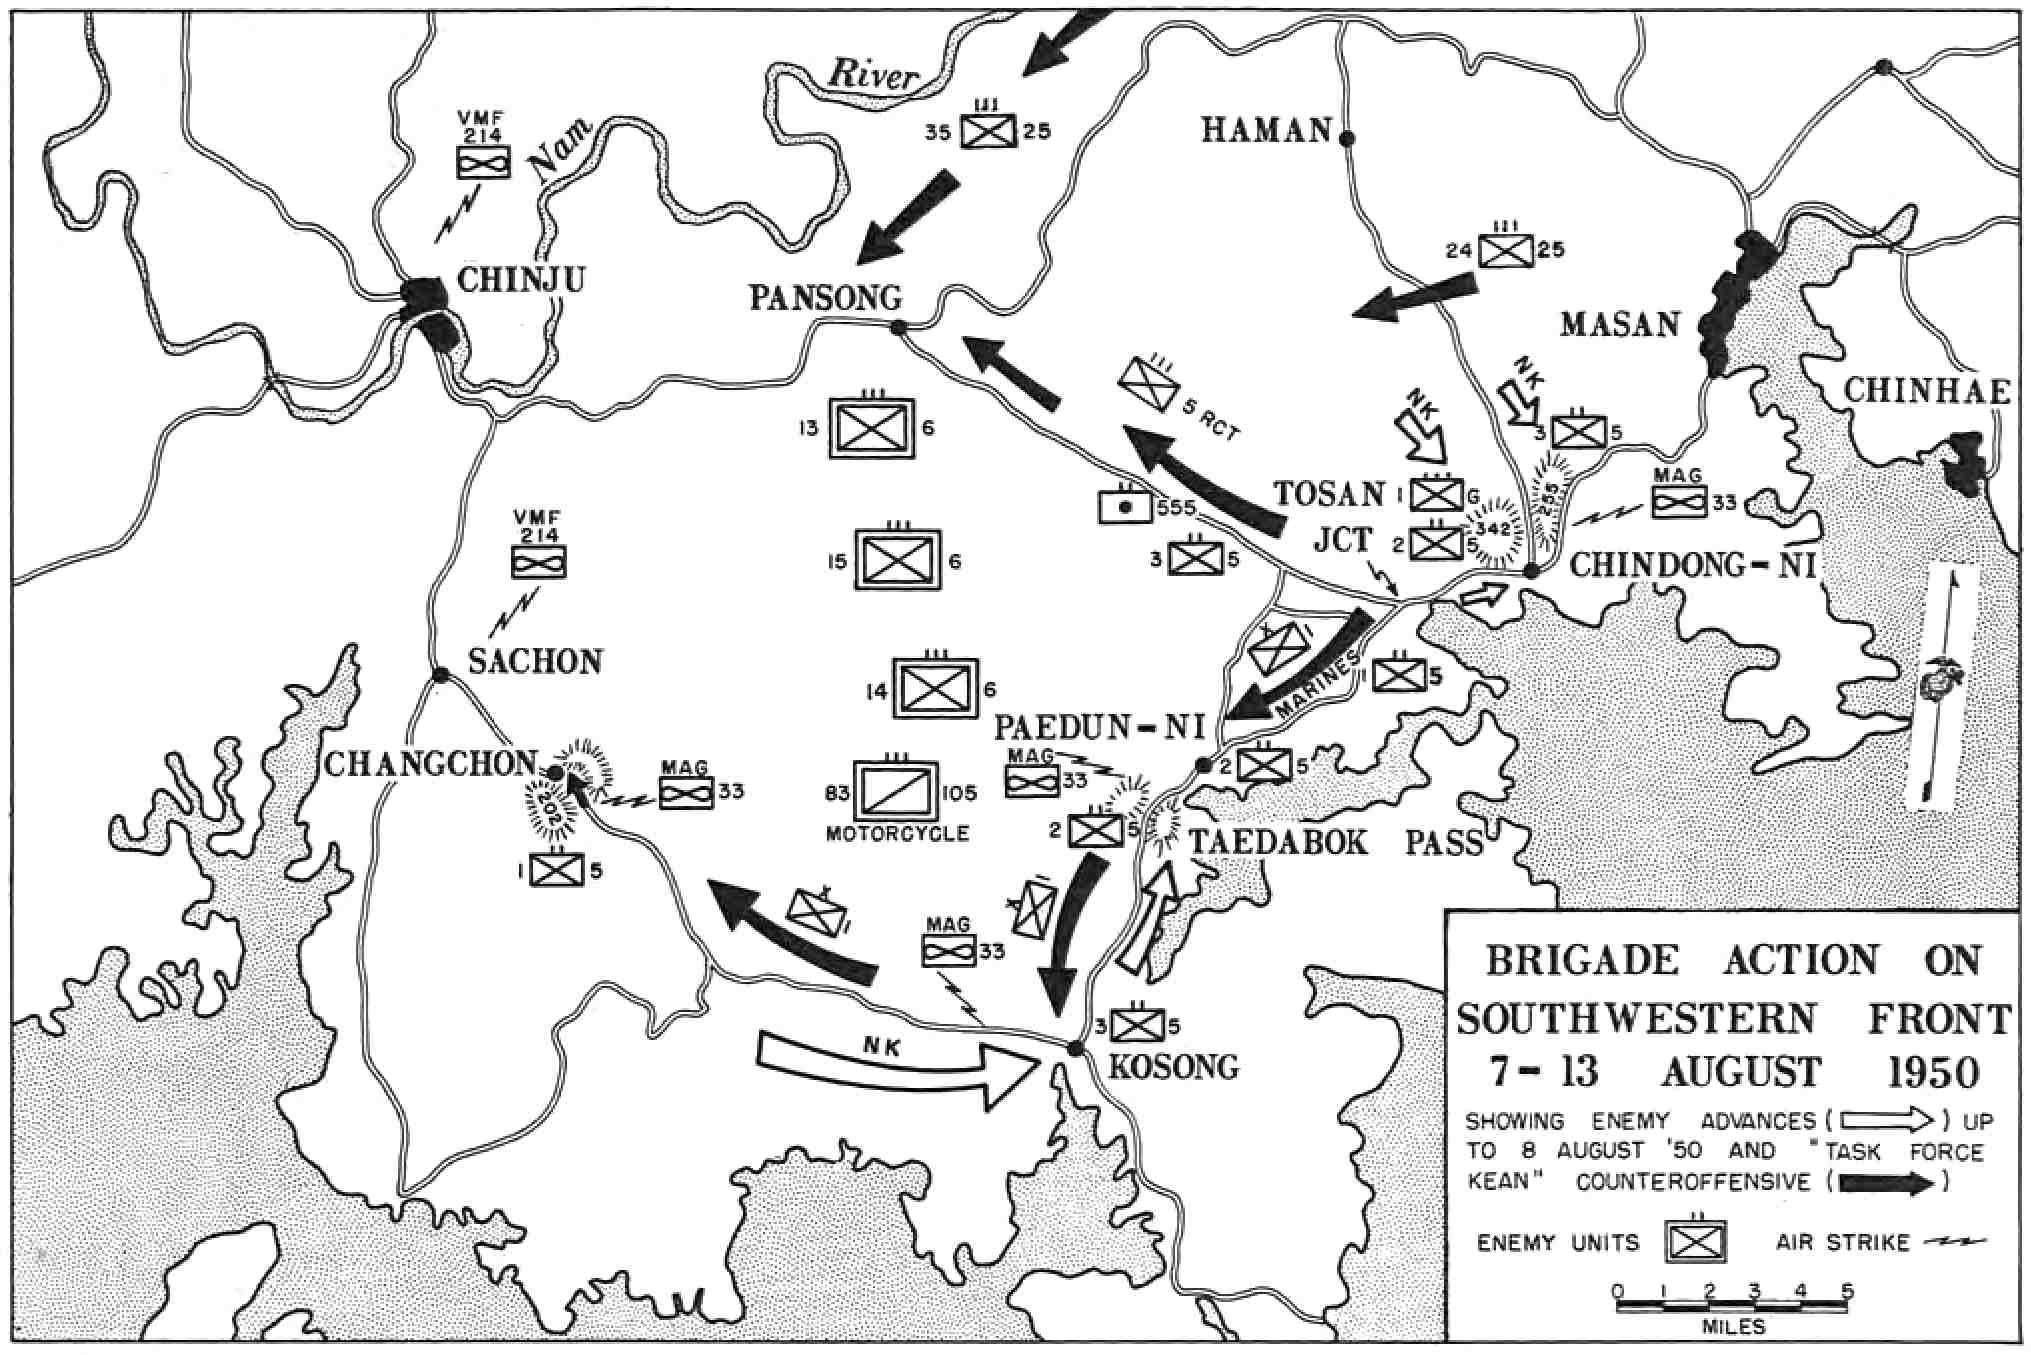 River
Nam
VMF
214
35 25
HAMAN
CHINJU
PANSONG
24 25
MASAN
NK
NK
CHINHAE
5 RCT
13 6
3 5
255
MAG
33
TOSAN
JCT
1 G
2 5
342
555
3 5
CHINDONG-NI
VMF
214
15 6
1
MARINES
1 5
SACHON
14 6
PAEDUN-NI
2 5
CHANGCHON
202
MAG
33
83 105
MOTORCYCLE
MAG
33
2 5
TAEDABOK PASS
1 5
1
1
MAG
33
3 5
NK
KOSONG
BRIGADE ACTION ON
SOUTHWESTERN FRONT
7-13 AUGUST 1950
SHOWING ENEMY ADVANCES ( ) UP
TO 8 AUGUST '50 AND "TASK FORCE
KEAN" COUNTEROFFENSIVE ( )
ENEMY UNITS AIR STRIKE
0 1 2 3 4 5
MILES